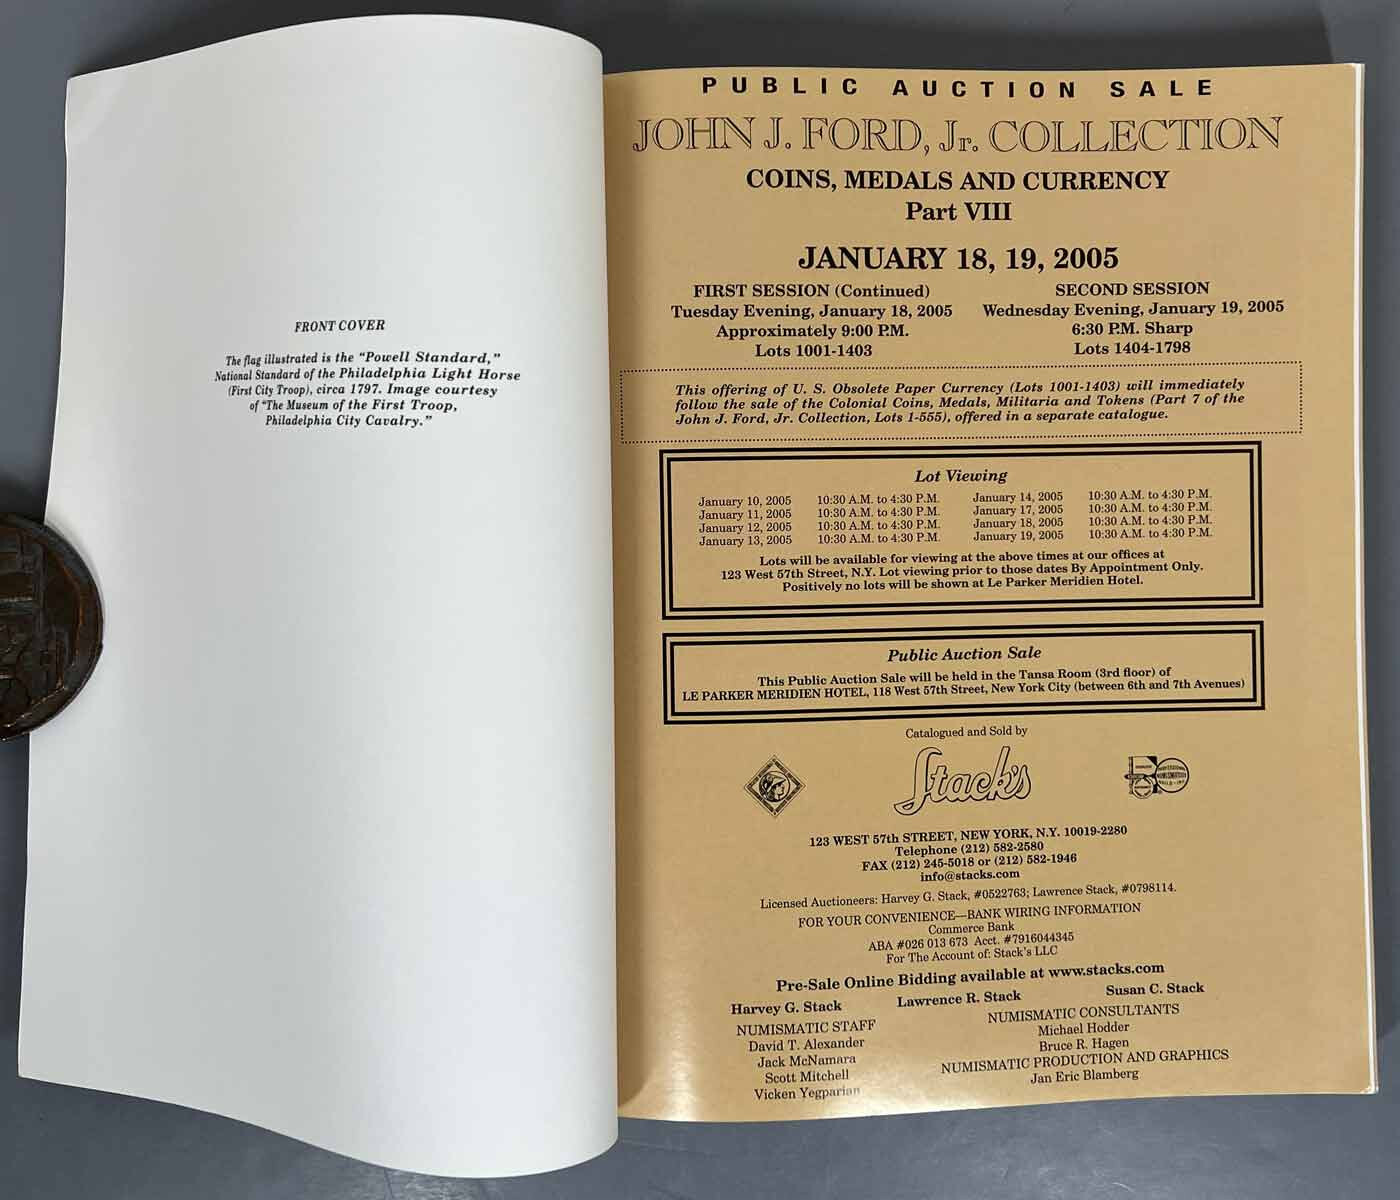 FRONT COVER
The flag illustrated is the “Powell Standard,”
National Standard of the Philadelphia Light Horse
(First City Troop), circa 1797. Image courtesy
of “The Museum of the First Troop,
Philadelphia City Cavalry.”
PUBLIC AUCTION SALE
JOHN J. FORD, Jr. COLLECTION
COINS, MEDALS AND CURRENCY
Part VIII
JANUARY 18, 19, 2005
FIRST SESSION (Continued)
Tuesday Evening, January 18, 2005
Approximately 9:00 P.M.
Lots 1001-1403
SECOND SESSION
Wednesday Evening, January 19, 2005
6:30 P.M. Sharp
Lots 1404-1798
This offering of U. S. Obsolete Paper Currency (Lots 1001-1403) will immediately
follow the sale of the Colonial Coins, Medals, Militaria and Tokens (Part 7 of the
John J. Ford, Jr. Collection, Lots 1-555), offered in a separate catalogue.
Lot Viewing
January 10, 2005 10:30 A.M. to 4:30 P.M. January 14, 2005 10:30 A.M. to 4:30 P.M.
January 11, 2005 10:30 A.M. to 4:30 P.M. January 17, 2005 10:30 A.M. to 4:30 P.M.
January 12, 2005 10:30 A.M. to 4:30 P.M. January 18, 2005 10:30 A.M. to 4:30 P.M.
January 13, 2005 10:30 A.M. to 4:30 P.M. January 19, 2005 10:30 A.M. to 4:30 P.M.
Lots will be available for viewing at the above times at our offices at
123 West 57th Street, N.Y. Lot viewing prior to those dates By Appointment Only.
Positively no lots will be shown at Le Parker Meridien Hotel.
Public Auction Sale
This Public Auction Sale will be held in the Tansa Room (3rd floor) of
LE PARKER MERIDIEN HOTEL, 118 West 57th Street, New York City (between 6th and 7th Avenues)
Catalogued and Sold by
Stack's
123 WEST 57th STREET, NEW YORK, N.Y. 10019-2280
Telephone (212) 582-2580
FAX (212) 245-5018 or (212) 582-1946
info@stacks.com
Licensed Auctioneers: Harvey G. Stack, #0522763; Lawrence Stack, #0798114.
FOR YOUR CONVENIENCE—BANK WIRING INFORMATION
Commerce Bank
ABA #026 013 673 Acct. #7916044345
For The Account of: Stack's LLC
Pre-Sale Online Bidding available at www.stacks.com
Harvey G. Stack Lawrence R. Stack Susan C. Stack
NUMISMATIC STAFF
David T. Alexander
Jack McNamara
Scott Mitchell
Vicken Yegparian
NUMISMATIC CONSULTANTS
Michael Hodder
Bruce R. Hagen
NUMISMATIC PRODUCTION AND GRAPHICS
Jan Eric Blamberg